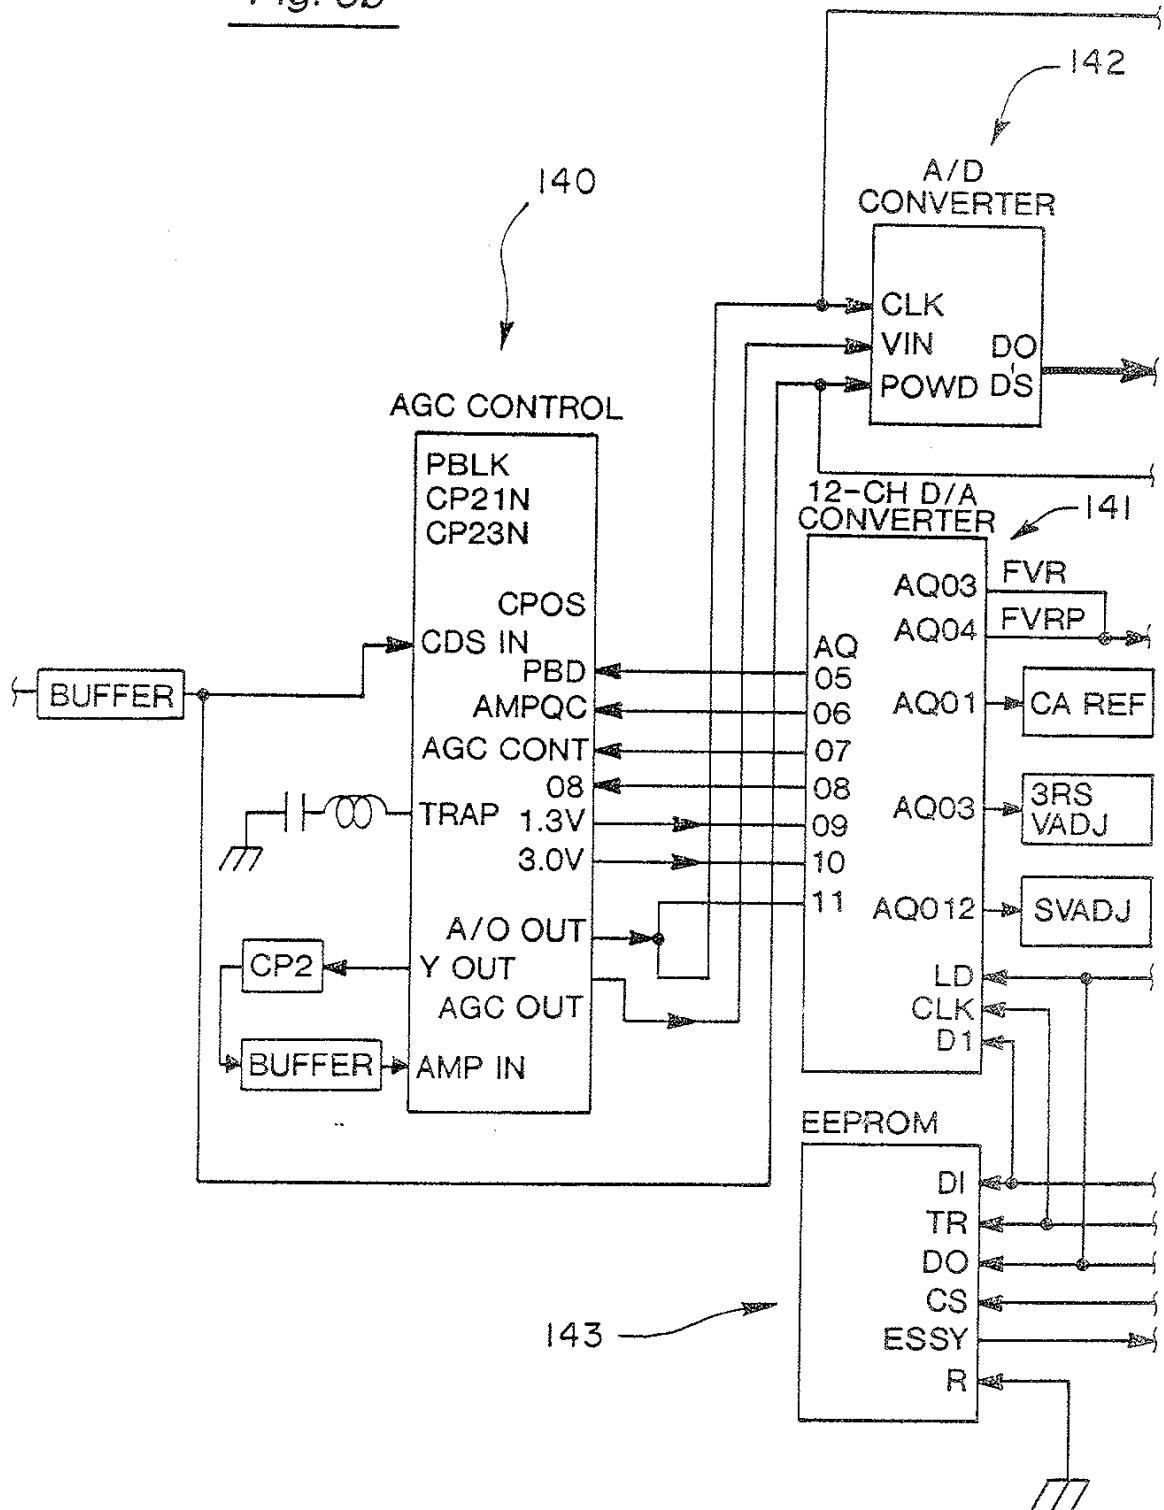 Fig. 8b
142
A/D
CONVERTER
140
CLK
VIN
DO
POWD
D'S
AGC CONTROL
PBLK
CP21N
CP23N
CPOS
CDS IN
PBD
AMPQC
AGC CONT
08
TRAP
1.3V
3.0V
A/O OUT
Y OUT
AGC OUT
AMP IN
BUFFER
CP2
BUFFER
12-CH D/A
CONVERTER
141
AQ03
FVR
AQ04
FVRP
AQ
05
06
07
08
09
10
11
AQ01
CA REF
AQ03
3RS
VADJ
AQ012
SVADJ
LD
CLK
D1
EEPROM
DI
TR
DO
CS
ESSY
R
143